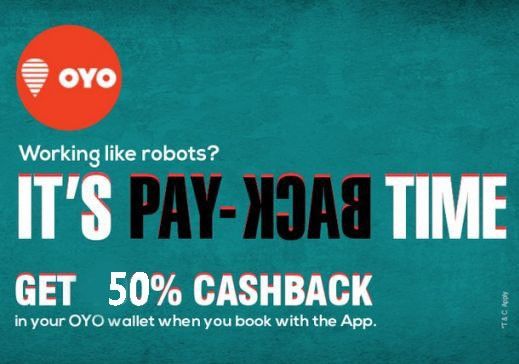 OYO
Working like robots?
IT'S PAY-BACK TIME
GET 50% CASHBACK
in your OYO wallet when you book with the App.
*T & C Apply